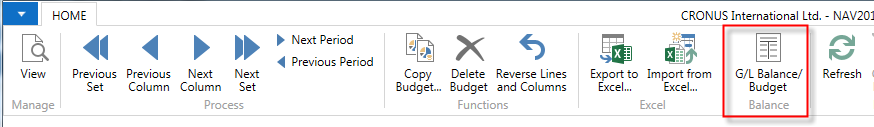 HOME
CRONUS International Ltd. - NAV201
View
Previous Set
Previous Column
Next Column
Next Set
Next Period
Previous Period
Copy Budget...
Delete Budget
Reverse Lines and Columns
Export to Excel...
Import from Excel...
G/L Balance/ Budget
Refresh
Manage
Process
Functions
Excel
Balance